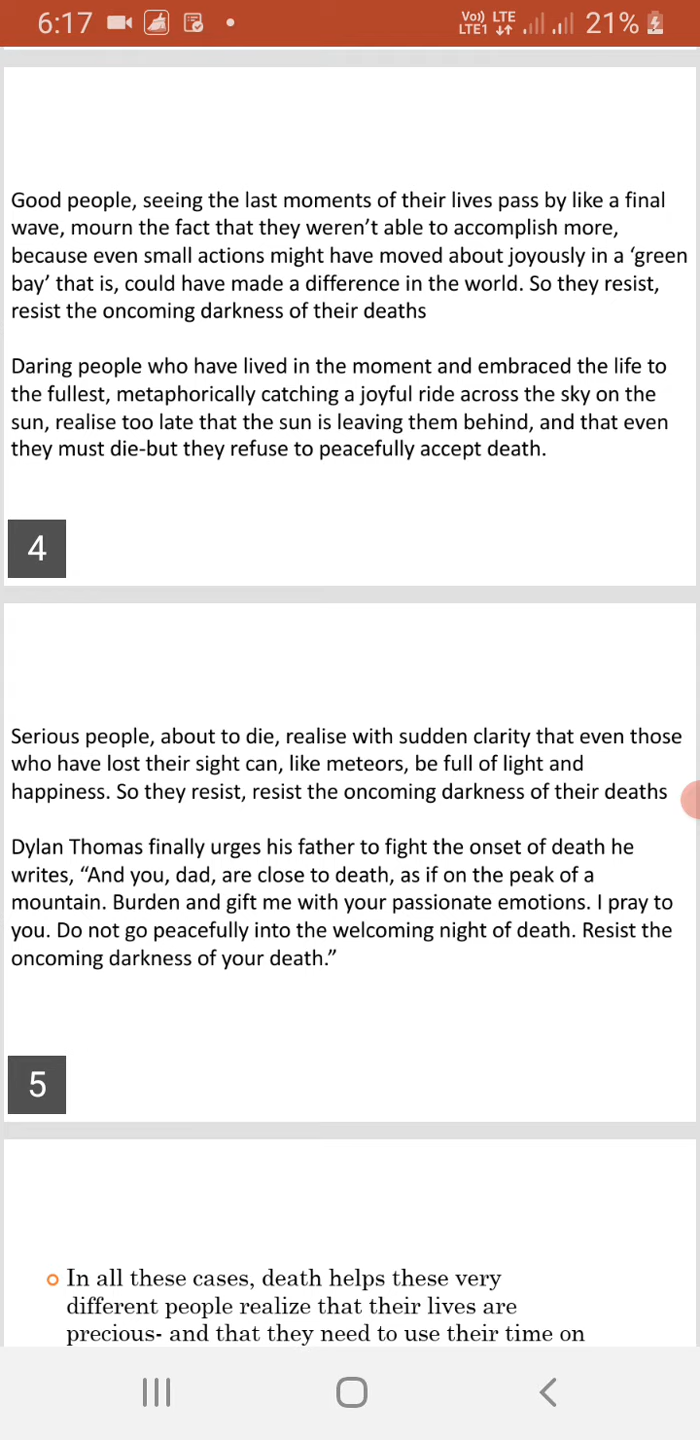 6:17
Vo) LTE
LTE1
21%
Good people, seeing the last moments of their lives pass by like a final
wave, mourn the fact that they weren’t able to accomplish more,
because even small actions might have moved about joyously in a ‘green
bay’ that is, could have made a difference in the world. So they resist,
resist the oncoming darkness of their deaths
Daring people who have lived in the moment and embraced the life to
the fullest, metaphorically catching a joyful ride across the sky on the
sun, realise too late that the sun is leaving them behind, and that even
they must die-but they refuse to peacefully accept death.
4
Serious people, about to die, realise with sudden clarity that even those
who have lost their sight can, like meteors, be full of light and
happiness. So they resist, resist the oncoming darkness of their deaths
Dylan Thomas finally urges his father to fight the onset of death he
writes, “And you, dad, are close to death, as if on the peak of a
mountain. Burden and gift me with your passionate emotions. I pray to
you. Do not go peacefully into the welcoming night of death. Resist the
oncoming darkness of your death.”
5
In all these cases, death helps these very
different people realize that their lives are
precious- and that they need to use their time on